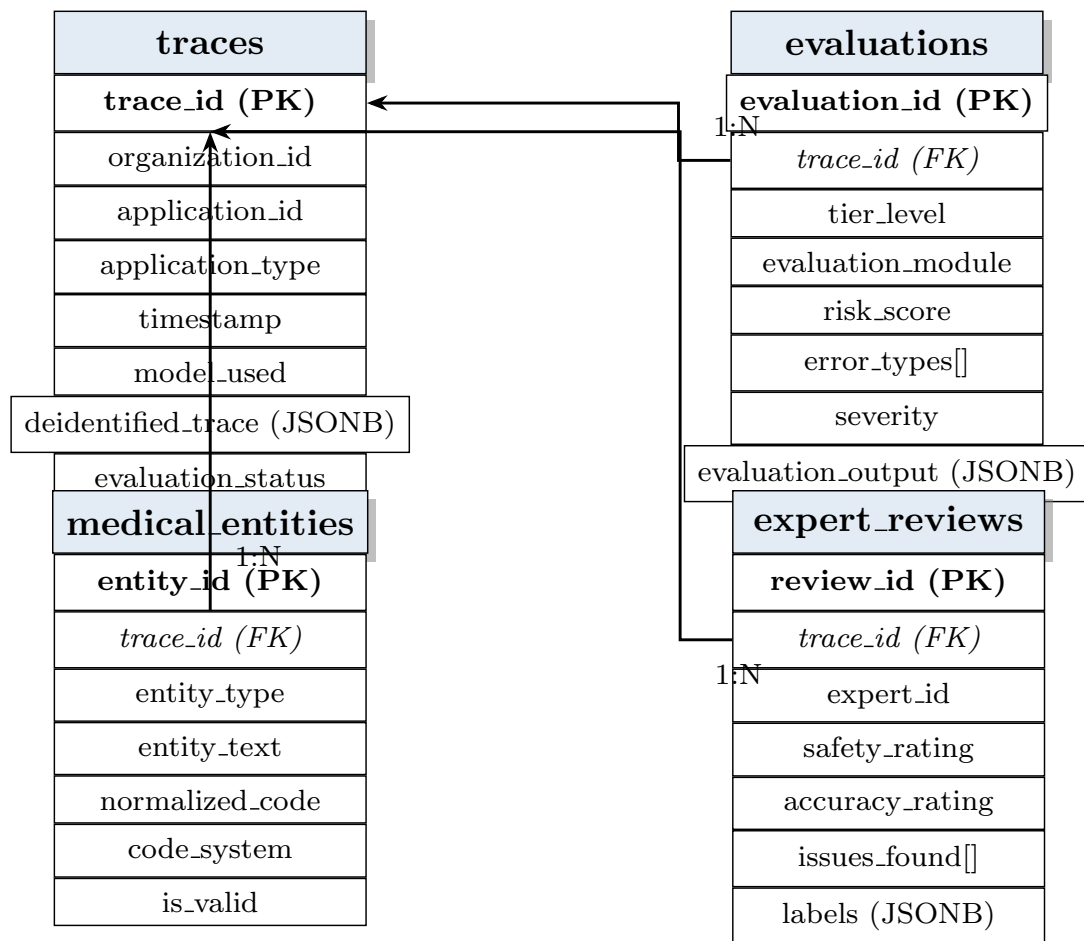 traces
trace_id (PK)
organization_id
application_id
application_type
timestamp
model_used
deidentified_trace (JSONB)
evaluation_status
evaluations
evaluation_id (PK)
1:N
trace_id (FK)
tier_level
evaluation_module
risk_score
error_types[]
severity
evaluation_output (JSONB)
medical_entities
1:N
entity_id (PK)
trace_id (FK)
entity_type
entity_text
normalized_code
code_system
is_valid
expert_reviews
review_id (PK)
trace_id (FK)
1:N
expert_id
safety_rating
accuracy_rating
issues_found[]
labels (JSONB)